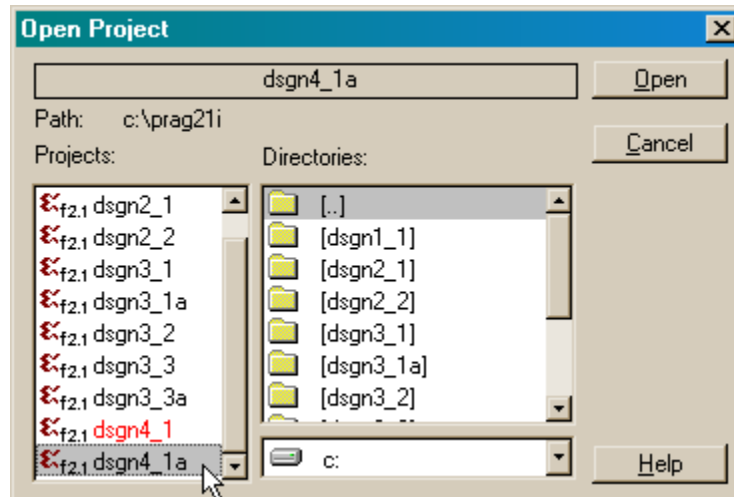 Open Project
dsgn4_1a
Open
Path: c:\prag21i
Cancel
Projects:
Directories:
f2.1 dsgn2_1
f2.1 dsgn2_2
f2.1 dsgn3_1
f2.1 dsgn3_1a
f2.1 dsgn3_2
f2.1 dsgn3_3
f2.1 dsgn3_3a
f2.1 dsgn4_1
f2.1 dsgn4_1a
[..]
[dsgn1_1]
[dsgn2_1]
[dsgn2_2]
[dsgn3_1]
[dsgn3_1a]
[dsgn3_2]
c:
Help